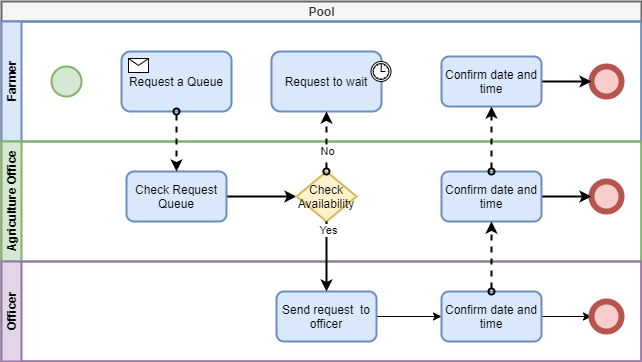 Pool
Farmer
Request a Queue
Request to wait
Confirm date and
time
No
Agriculture Office
Check Request
Queue
Check
Availability
Confirm date and
time
Yes
Officer
Send request to
officer
Confirm date and
time